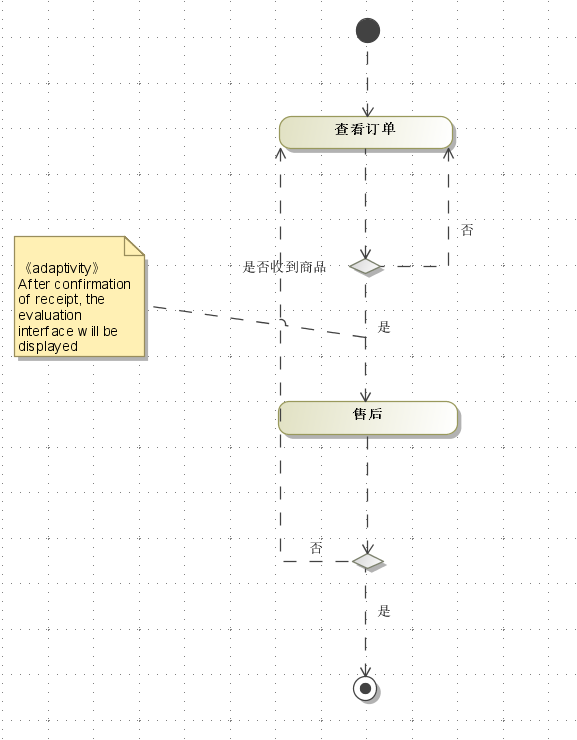 查看订单
否
是否收到商品
《adaptivity》
After confirmation
of receipt, the
evaluation
interface will be
displayed
是
售后
否
是